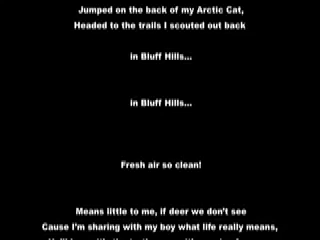 Jumped on the back of my Arctic Cat,
Headed to the trails I scouted out back
in Bluff Hills...
in Bluff Hills...
Fresh air so clean!
Means little to me, if deer we don't see
Cause I'm sharing with my boy what life really means,